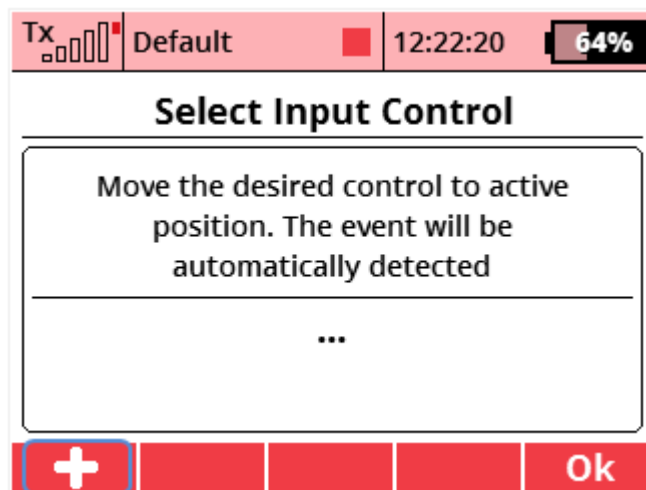 Tx Default 12:22:20 64%
Select Input Control
Move the desired control to active
position. The event will be
automatically detected
...
Ok